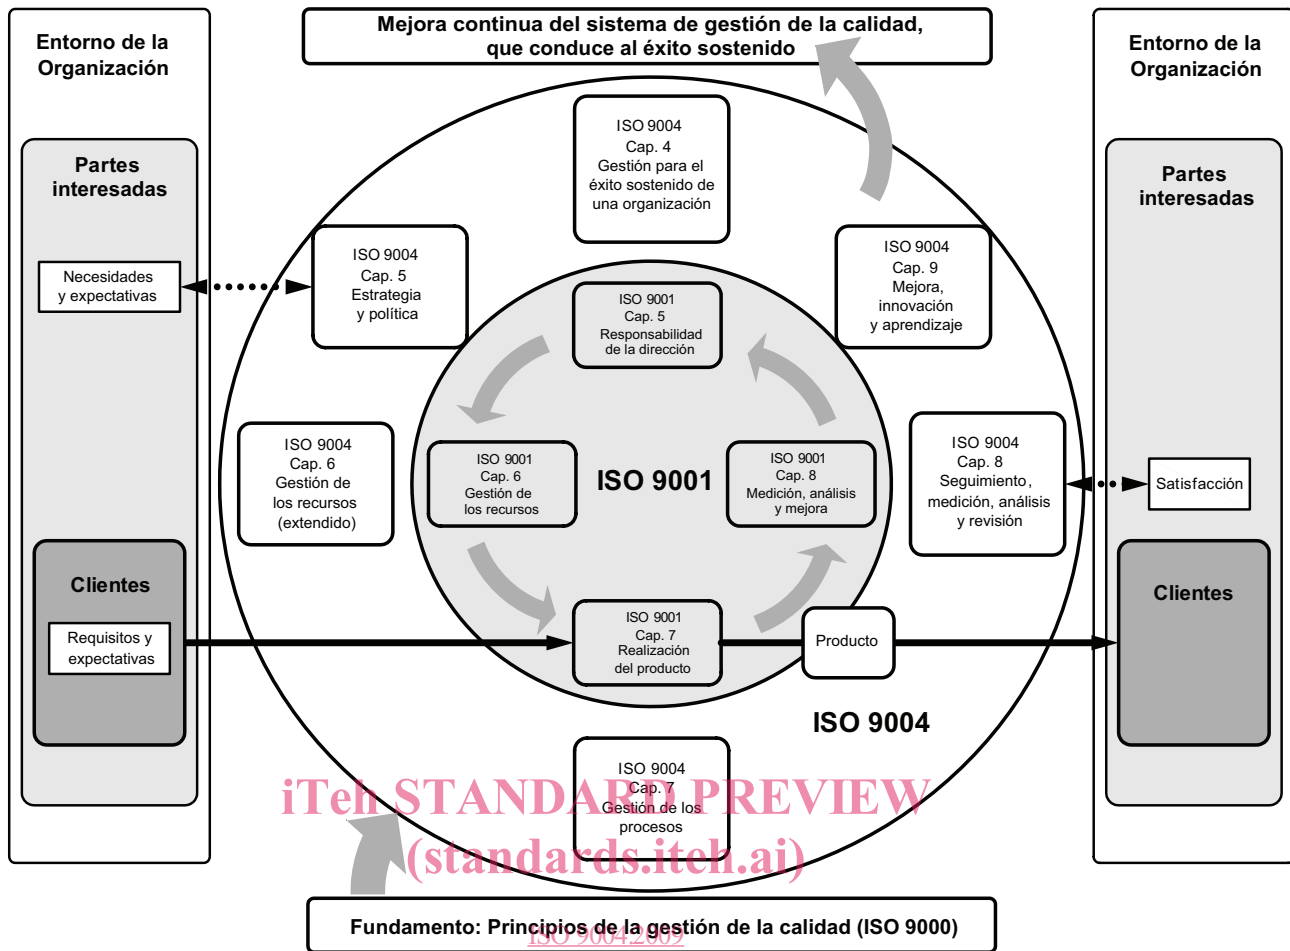 Mejora continua del sistema de gestión de la calidad,
que conduce al éxito sostenido
Entorno de la
Organización
Partes
interesadas
Necesidades
y expectativas
Clientes
Requisitos y
expectativas
ISO 9004
Cap. 4
Gestión para el
éxito sostenido de
una organización
ISO 9004
Cap. 5
Estrategia
y política
ISO 9004
Cap. 9
Mejora,
innovación
y aprendizaje
ISO 9001
Cap. 5
Responsabilidad
de la dirección
ISO 9004
Cap. 6
Gestión de
los recursos
(extendido)
ISO 9001
Cap. 6
Gestión de
los recursos
ISO 9001
ISO 9001
Cap. 8
Medición, análisis
y mejora
ISO 9004
Cap. 8
Seguimiento,
medición, análisis
y revisión
ISO 9001
Cap. 7
Realización
del producto
Producto
ISO 9004
ISO 9004
Cap. 7
Gestión de los
procesos
Entorno de la
Organización
Partes
interesadas
Satisfacción
Clientes
iTeh STANDARD PREVIEW
(standards.iteh.ai)
Fundamento: Principios de la gestión de la calidad (ISO 9000)
ISO 9004:2009